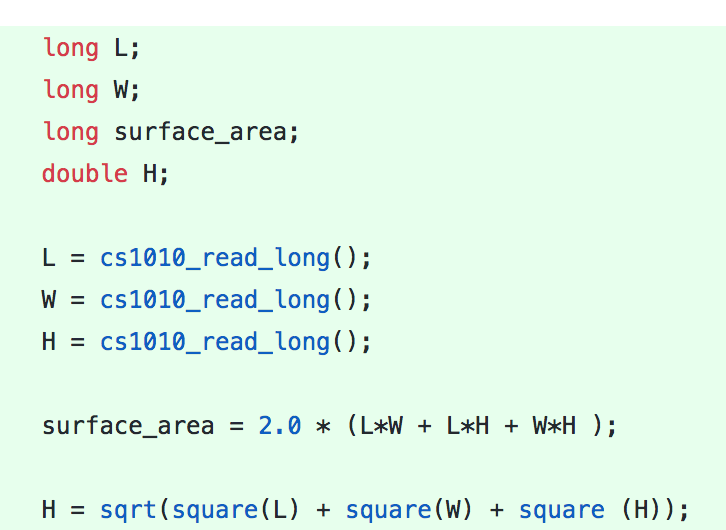 long L;
long W;
long surface_area;
double H;
L = cs1010_read_long();
W = cs1010_read_long();
H = cs1010_read_long();
surface_area = 2.0 * (L*W + L*H + W*H );
H = sqrt(square(L) + square(W) + square (H));